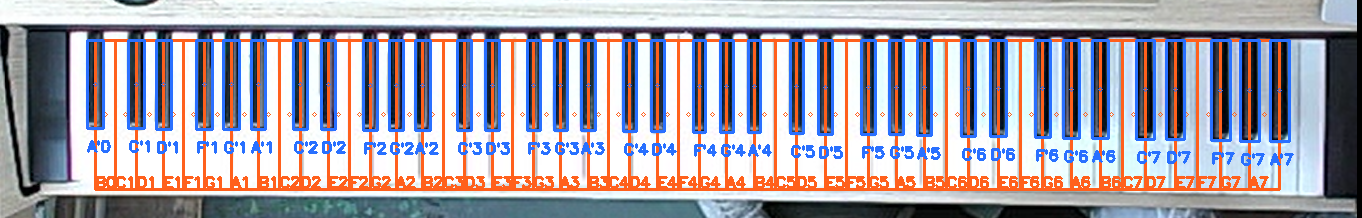 A'0 C'1 D'1 F'1 G'1 A'1 C'2 D'2 F'2 G'2 A'2 C'3 D'3 F'3 G'3 A'3 C'4 D'4 F'4 G'4 A'4 C'5 D'5 F'5 G'5 A'5 C'6 D'6 F'6 G'6 A'6 C'7 D'7 F'7 G'7 A'7
B0 C1 D1 E1 F1 G1 A1 B1 C2 D2 E2 F2 G2 A2 B2 C3 D3 E3 F3 G3 A3 B3 C4 D4 E4 F4 G4 A4 B4 C5 D5 E5 F5 G5 A5 B5 C6 D6 E6 F6 G6 A6 B6 C7 D7 E7 F7 G7 A7